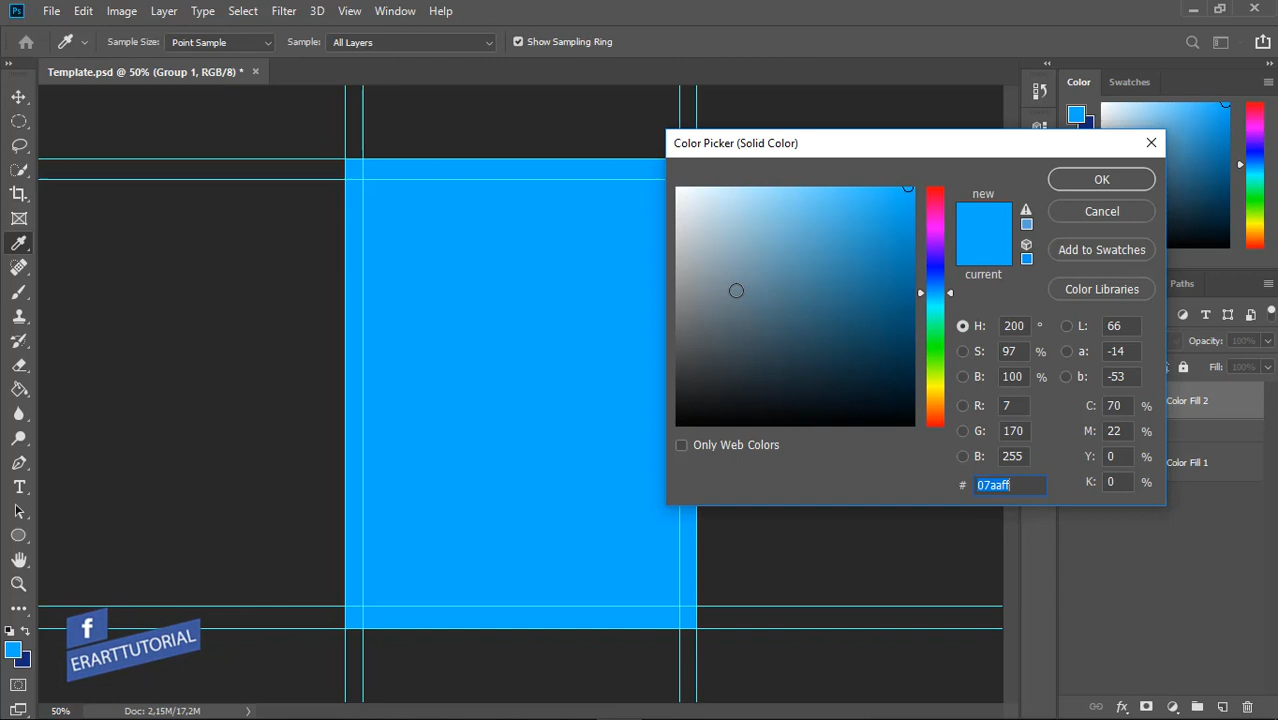 Ps File Edit Image Layer Type Select Filter 3D View Window Help
Sample Size: Point Sample Sample: All Layers Show Sampling Ring
Template.psd @ 50% (Group 1, RGB/8) * ×
Color Swatches
Color Picker (Solid Color)
new
current
OK
Cancel
Add to Swatches
Color Libraries
H: 200 °
S: 97 %
B: 100 %
R: 7
G: 170
B: 255
# 07aaff
L: 66
a: -14
b: -53
C: 70 %
M: 22 %
Y: 0 %
K: 0 %
Only Web Colors
Paths
Opacity: 100%
Fill: 100%
Color Fill 2
Color Fill 1
f
ERARTTUTORIAL
50% Doc: 2,15M/17,2M